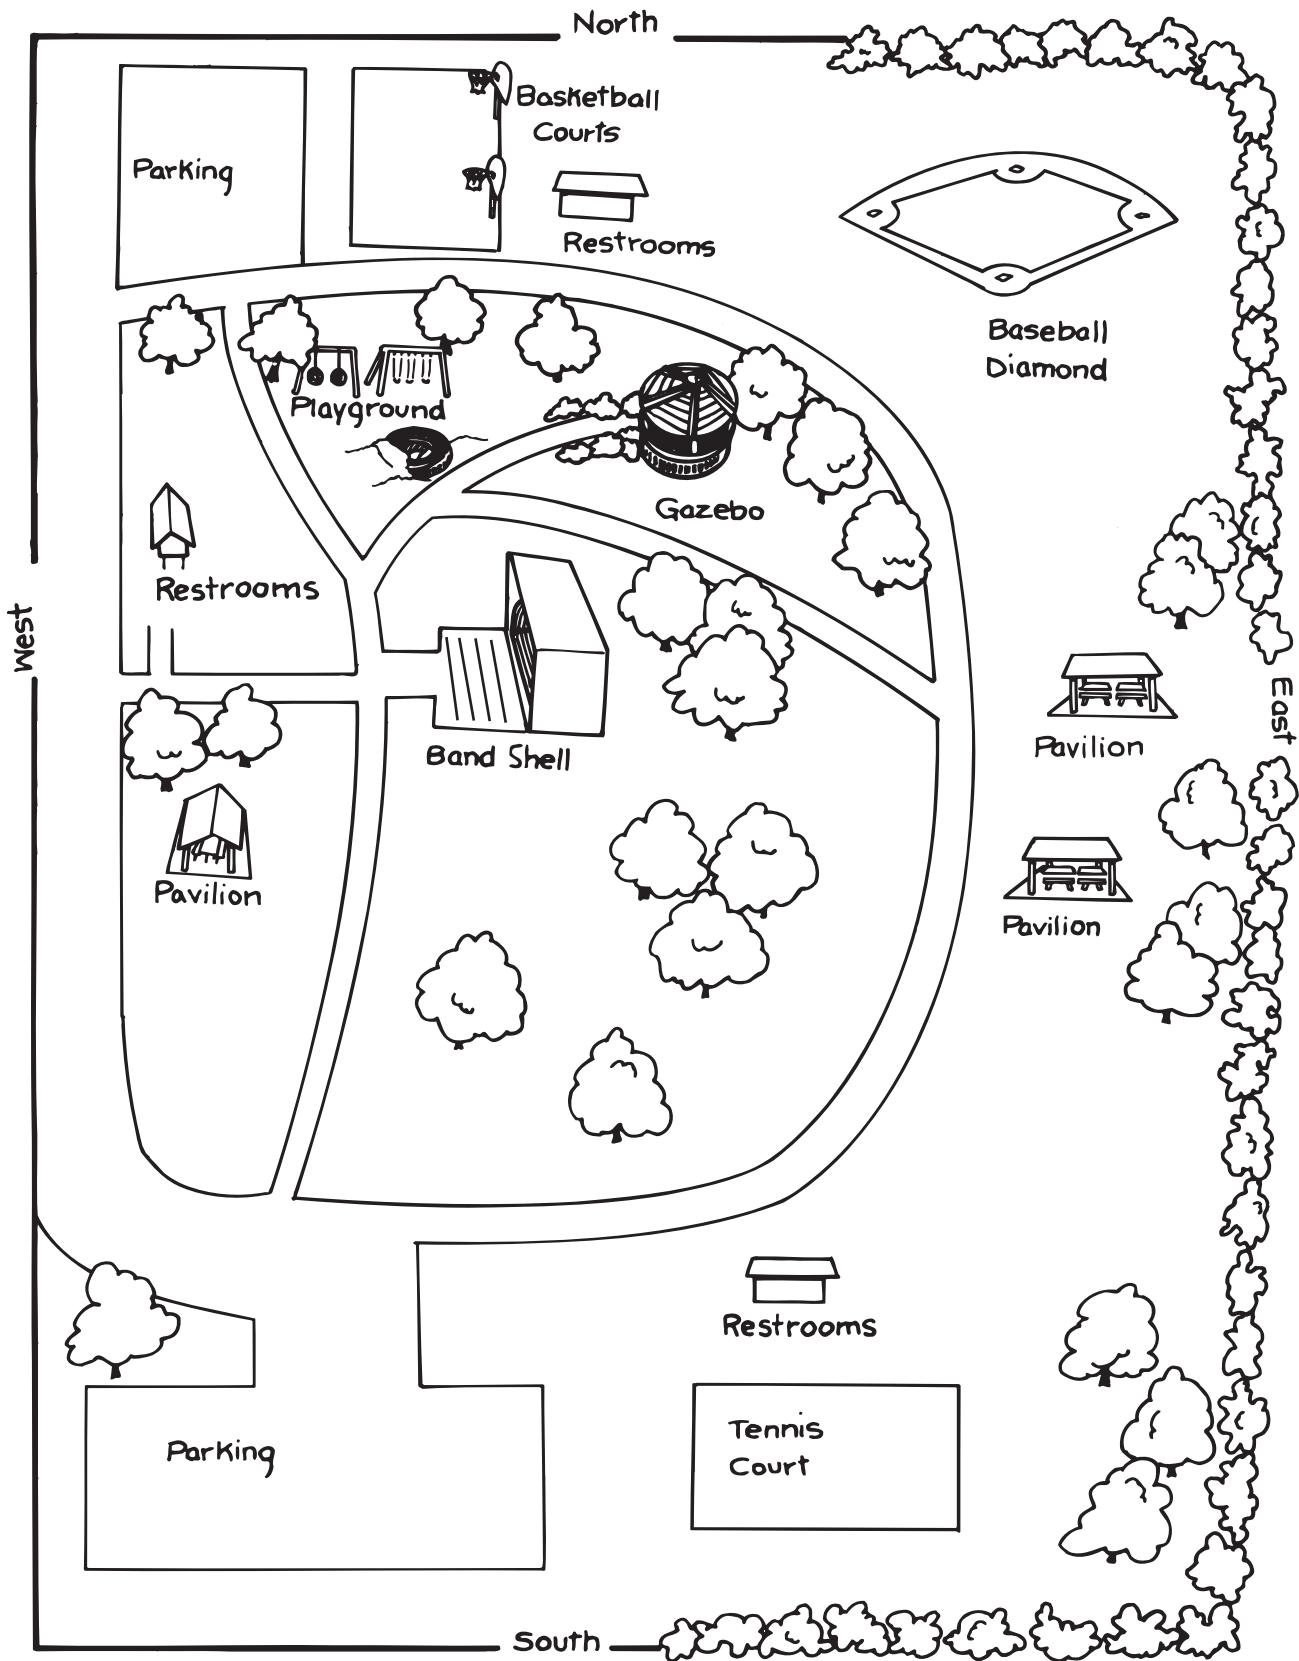 North
Basketball
Courts
Parking
Restrooms
Baseball
Diamond
Playground
Gazebo
Restrooms
West
East
Pavilion
Band Shell
Pavilion
Pavilion
Restrooms
Tennis
Court
Parking
South